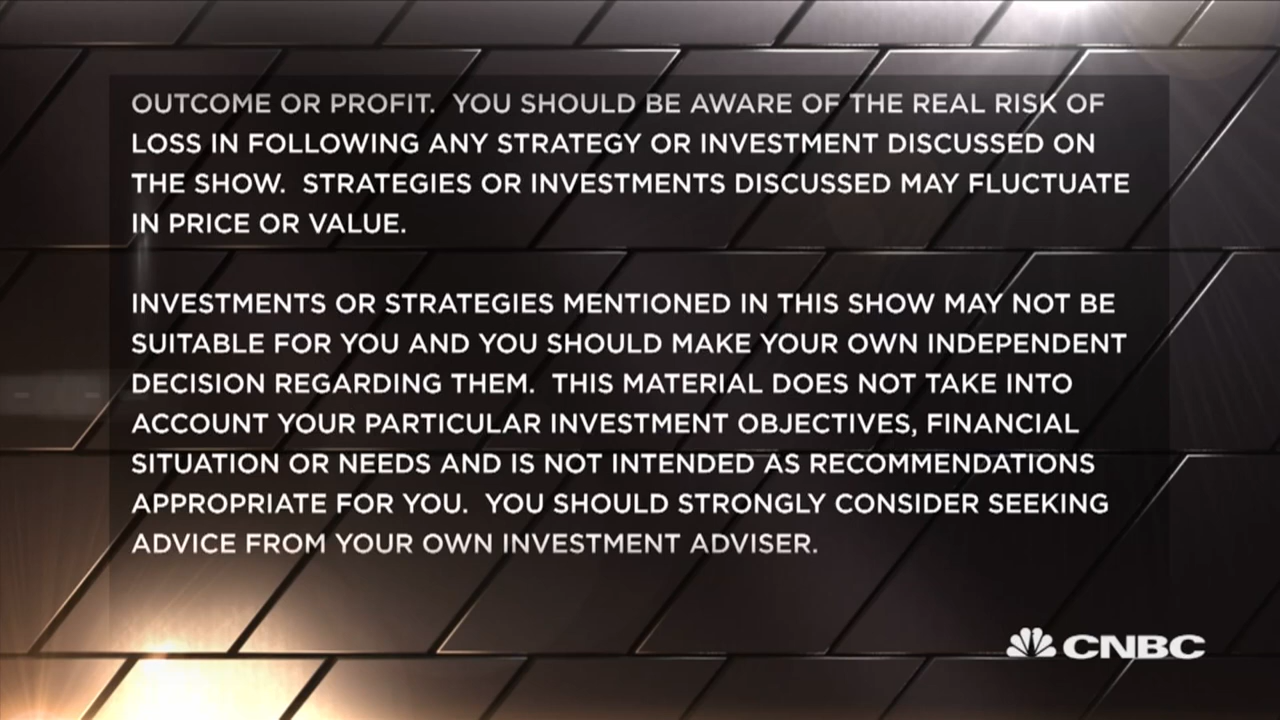 OUTCOME OR PROFIT.  YOU SHOULD BE AWARE OF THE REAL RISK OF
LOSS IN FOLLOWING ANY STRATEGY OR INVESTMENT DISCUSSED ON
THE SHOW.  STRATEGIES OR INVESTMENTS DISCUSSED MAY FLUCTUATE
IN PRICE OR VALUE.
INVESTMENTS OR STRATEGIES MENTIONED IN THIS SHOW MAY NOT BE
SUITABLE FOR YOU AND YOU SHOULD MAKE YOUR OWN INDEPENDENT
DECISION REGARDING THEM.  THIS MATERIAL DOES NOT TAKE INTO
ACCOUNT YOUR PARTICULAR INVESTMENT OBJECTIVES, FINANCIAL
SITUATION OR NEEDS AND IS NOT INTENDED AS RECOMMENDATIONS
APPROPRIATE FOR YOU.  YOU SHOULD STRONGLY CONSIDER SEEKING
ADVICE FROM YOUR OWN INVESTMENT ADVISER.
CNBC